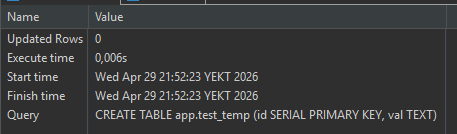 Name Value
Updated Rows 0
Execute time 0,006s
Start time Wed Apr 29 21:52:23 YEKT 2026
Finish time Wed Apr 29 21:52:23 YEKT 2026
Query CREATE TABLE app.test_temp (id SERIAL PRIMARY KEY, val TEXT)